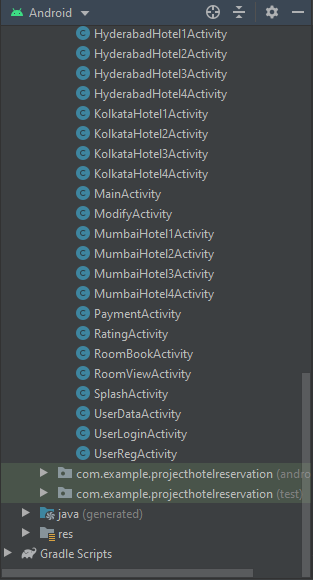 Android
HyderabadHotel1Activity
HyderabadHotel2Activity
HyderabadHotel3Activity
HyderabadHotel4Activity
KolkataHotel1Activity
KolkataHotel2Activity
KolkataHotel3Activity
KolkataHotel4Activity
MainActivity
ModifyActivity
MumbaiHotel1Activity
MumbaiHotel2Activity
MumbaiHotel3Activity
MumbaiHotel4Activity
PaymentActivity
RatingActivity
RoomBookActivity
RoomViewActivity
SplashActivity
UserDataActivity
UserLoginActivity
UserRegActivity
com.example.projecthotelreservation (andro
com.example.projecthotelreservation (test)
java (generated)
res
Gradle Scripts